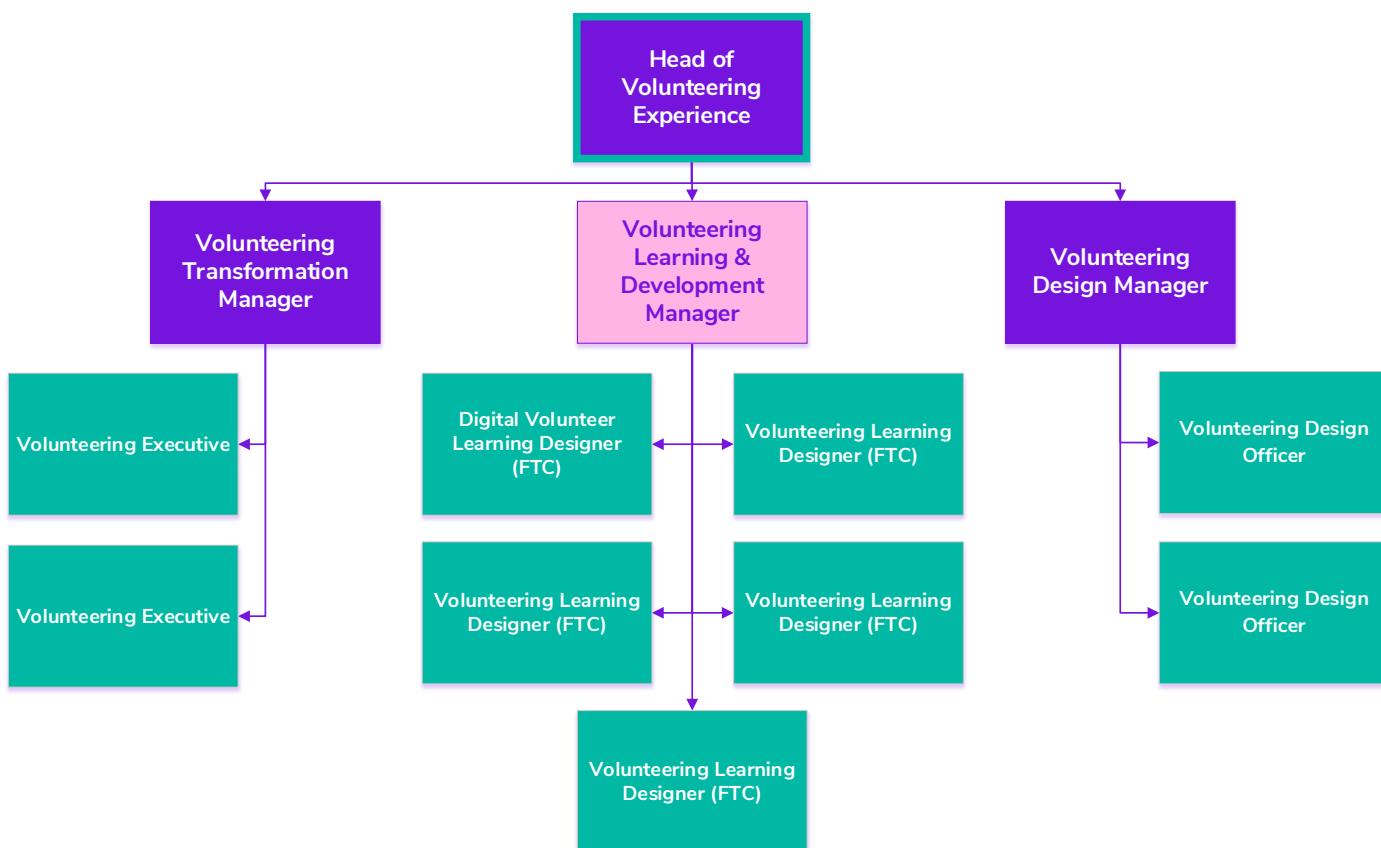 Head of
Volunteering
Experience
Volunteering
Transformation
Manager
Volunteering
Learning &
Development
Manager
Volunteering
Design Manager
Volunteering Executive
Digital Volunteer
Learning Designer
(FTC)
Volunteering Learning
Designer (FTC)
Volunteering Design
Officer
Volunteering Executive
Volunteering Learning
Designer (FTC)
Volunteering Learning
Designer (FTC)
Volunteering Design
Officer
Volunteering Learning
Designer (FTC)